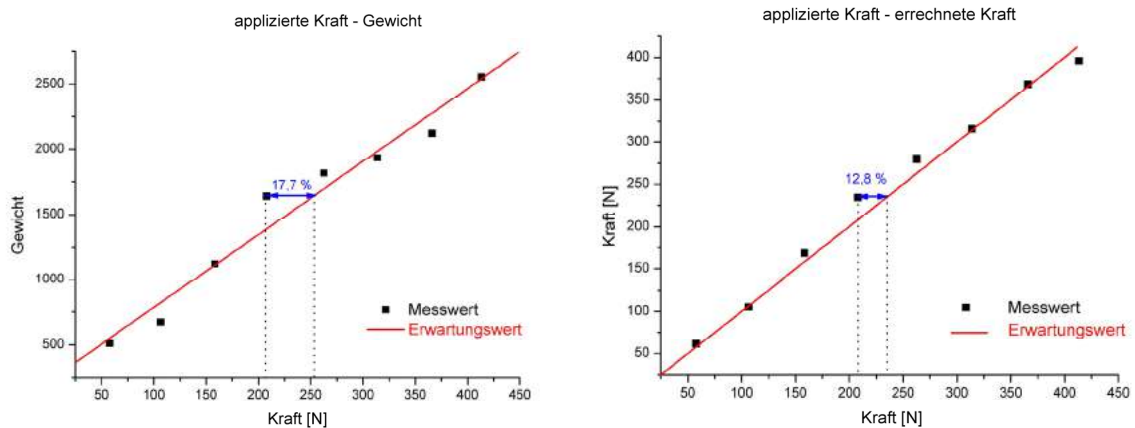 applizierte Kraft - Gewicht
2500
2000
1500
1000
500
Gewicht
17,7 %
Messwert
Erwartungswert
50 100 150 200 250 300 350 400 450
Kraft [N]
applizierte Kraft - errechnete Kraft
400
350
300
250
200
150
100
50
Kraft [N]
12,8 %
Messwert
Erwartungswert
50 100 150 200 250 300 350 400 450
Kraft [N]